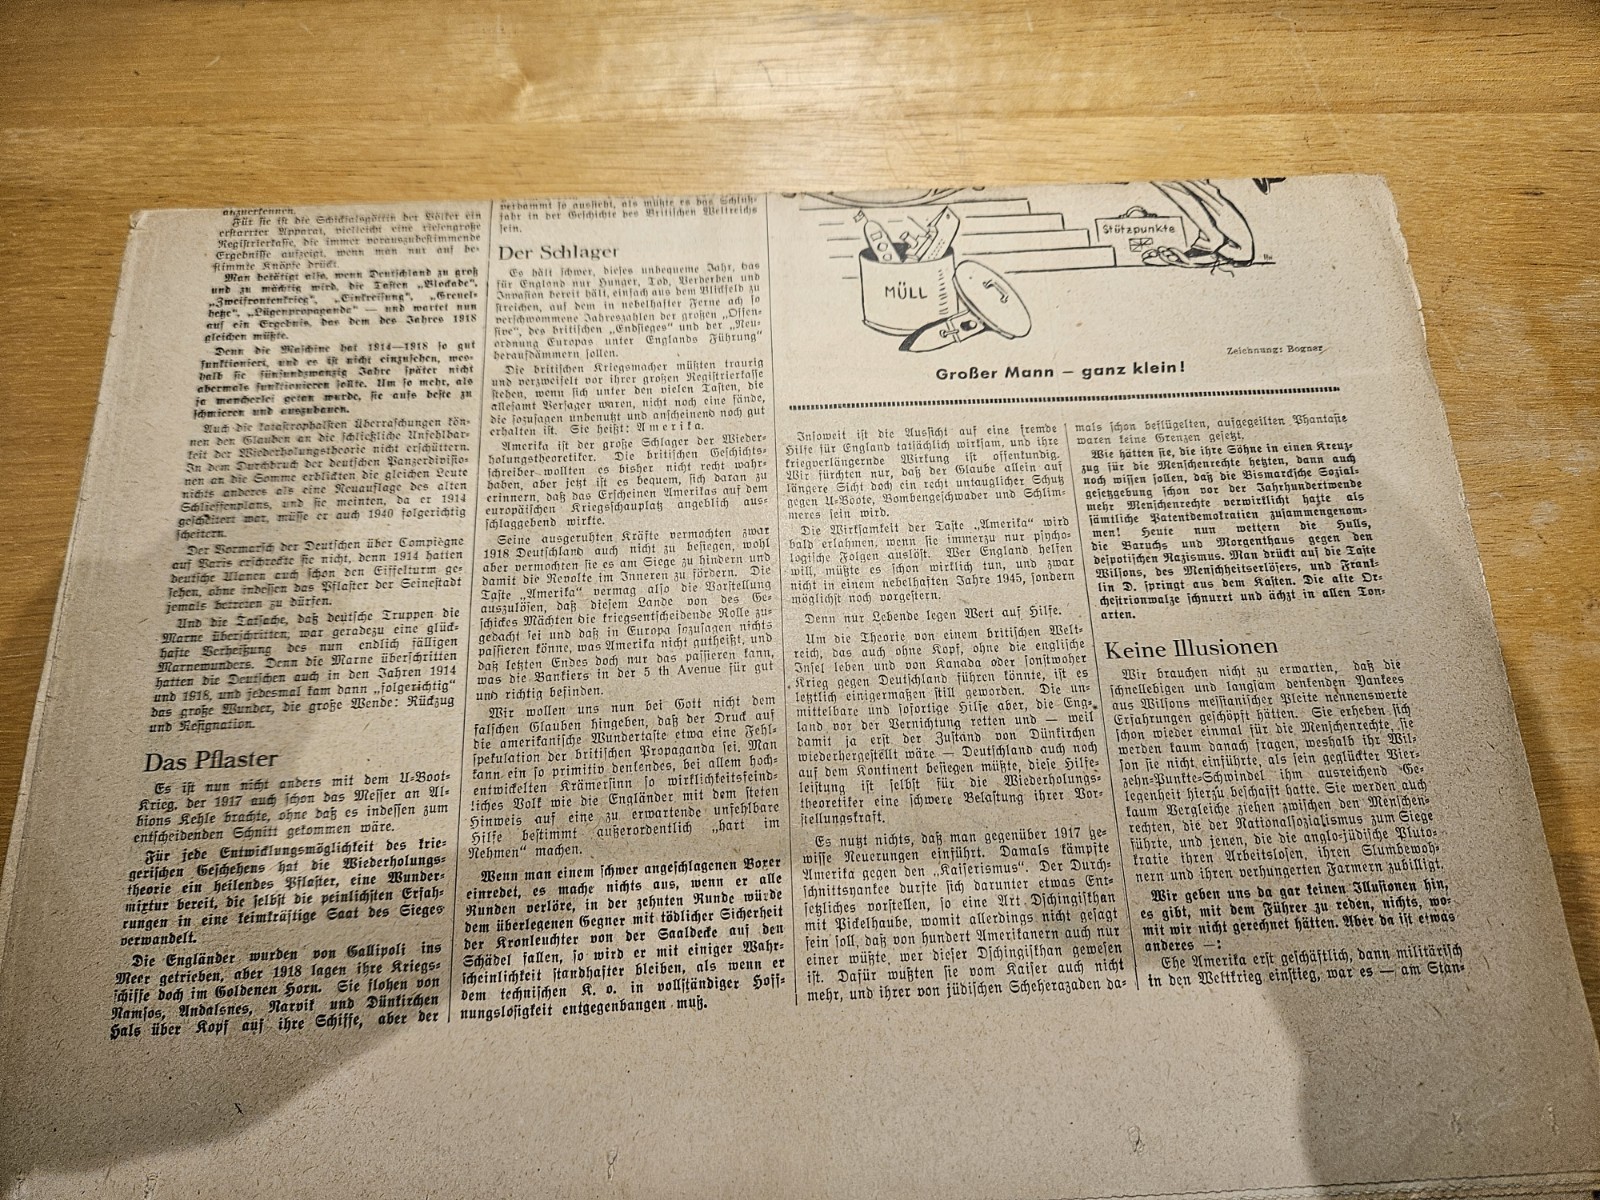 anzuerkennen.
Für sie ist die Schicksalsgöttin der Völker ein
erstarrter Apparat, vielleicht eine riesengroße
Registrierkasse, die immer vorauszubestimmende
Ergebnisse aufzeigt, wenn man nur auf be-
stimmte Knöpfe drückt.
Man betätigt also, wenn Deutschland zu groß
und zu mächtig wird, die Tasten „Blockade“,
„Zweifrontenkrieg“, „Einkreisung“, „Greuel-
hetze“, „Lügenpropaganda“ — und wartet nun
auf ein Ergebnis, das dem des Jahres 1918
gleichen müßte.
Denn die Maschine hat 1914—1918 so gut
funktioniert, und es ist nicht einzusehen, wes-
halb sie fünfundzwanzig Jahre später nicht
abermals funktionieren sollte. Um so mehr, als
ja mancherlei getan wurde, sie aufs beste zu
schmieren und auszubauen.
Auch die katastrophalsten Überraschungen kön-
nen den Glauben an die schließliche Unfehlbar-
keit der Wiederholungstheorie nicht erschüttern.
In dem Durchbruch der deutschen Panzerdivisio-
nen an die Somme erblickten die gleichen Leute
nichts anderes als eine Neuauflage des alten
Schlieffenplans, und sie meinten, da er 1914
gescheitert war, müsse er auch 1940 folgerichtig
scheitern.
Der Vormarsch der Deutschen über Compiègne
auf Paris erschreckte sie nicht, denn 1914 hatten
deutsche Ulanen auch schon den Eiffelturm ge-
sehen, ohne indessen das Pflaster der Seinestadt
jemals betreten zu dürfen.
Und die Tatsache, daß deutsche Truppen die
Marne überschritten, war geradezu eine glück-
hafte Verheißung des nun endlich fälligen
Marnewunders. Denn die Marne überschritten
hatten die Deutschen auch in den Jahren 1914
und 1918, und jedesmal kam dann „folgerichtig“
das große Wunder, die große Wende: Rückzug
und Resignation.
Das Pflaster
Es ist nun nicht anders mit dem U-Boot-
Krieg, der 1917 auch schon das Messer an Al-
bions Kehle brachte, ohne daß es indessen zum
entscheidenden Schnitt gekommen wäre.
Für jede Entwicklungsmöglichkeit des krie-
gerischen Geschehens hat die Wiederholungs-
theorie ein heilendes Pflaster, eine Wunder-
mixtur bereit, die selbst die peinlichsten Erfah-
rungen in eine keimkräftige Saat des Sieges
verwandelt.
Die Engländer wurden von Gallipoli ins
Meer getrieben, aber 1918 lagen ihre Kriegs-
schiffe doch im Goldenen Horn. Sie flohen von
Namsos, Andalsnes, Narvik und Dünkirchen
Hals über Kopf auf ihre Schiffe, aber der
verdammt so aussieht, als müßte es das Schluß-
jahr in der Geschichte des Britischen Weltreichs
sein.
Der Schlager
Es hält schwer, dieses unbequeme Jahr, das
für England nur Hunger, Tod, Verderben und
Invasion bereit hält, einfach aus dem Blickfeld zu
streichen, auf dem in nebelhafter Ferne ach so
verschwommene Jahreszahlen der großen „Offen-
sive“, des britischen „Endsieges“ und der „Neu-
ordnung Europas unter Englands Führung“
heraufdämmern sollen.
Die britischen Kriegsmacher müßten traurig
und verzweifelt vor ihrer großen Registrierkasse
stehen, wenn sich unter den vielen Tasten, die
allesamt Versager waren, nicht noch eine fände,
die sozusagen unbenutzt und anscheinend noch gut
erhalten ist. Sie heißt: Amerika.
Amerika ist der große Schlager der Wieder-
holungstheoretiker. Die britischen Geschichts-
schreiber wollten es bisher nicht recht wahr-
haben, aber jetzt ist es bequem, sich daran zu
erinnern, daß das Erscheinen Amerikas auf dem
europäischen Kriegsschauplatz angeblich aus-
schlaggebend wirkte.
Seine ausgeruhten Kräfte vermochten zwar
1918 Deutschland auch nicht zu besiegen, wohl
aber vermochten sie es am Siege zu hindern und
damit die Revolte im Inneren zu fördern. Die
Taste „Amerika“ vermag also die Vorstellung
auszulösen, daß diesem Lande von des Ge-
schickes Mächten die kriegsentscheidende Rolle zu-
gedacht sei und daß in Europa sozusagen nichts
passieren könne, was Amerika nicht gutheißt, und
daß letzten Endes doch nur das passieren kann,
was die Bankiers in der 5 th Avenue für gut
und richtig befinden.
Wir wollen uns nun bei Gott nicht dem
falschen Glauben hingeben, daß der Druck auf
die amerikanische Wundertaste etwa eine Fehl-
spekulation der britischen Propaganda sei. Man
kann ein so primitiv denkendes, bei allem hoch-
entwickelten Krämersinn so wirklichkeitsfeind-
liches Volk wie die Engländer mit dem steten
Hinweis auf eine zu erwartende unfehlbare
Hilfe bestimmt außerordentlich „hart im
Nehmen“ machen.
Wenn man einem schwer angeschlagenen Boxer
einredet, es mache nichts aus, wenn er alle
Runden verlöre, in der zehnten Runde würde
dem überlegenen Gegner mit tödlicher Sicherheit
der Kronleuchter von der Saaldecke auf den
Schädel fallen, so wird er mit einiger Wahr-
scheinlichkeit standhafter bleiben, als wenn er
dem technischen K. o. in vollständiger Hoff-
nungslosigkeit entgegenbangen muß.
Stützpunkte
MÜLL
Zeichnung: Bogner
Großer Mann – ganz klein!
Insoweit ist die Aussicht auf eine fremde
Hilfe für England tatsächlich wirksam, und ihre
kriegverlängernde Wirkung ist offenkundig.
Wir fürchten nur, daß der Glaube allein auf
längere Sicht doch ein recht untauglicher Schutz
gegen U-Boote, Bombengeschwader und Schlim-
meres sein wird.
Die Wirksamkeit der Taste „Amerika“ wird
bald erlahmen, wenn sie immerzu nur psycho-
logische Folgen auslöst. Wer England helfen
will, müßte es schon wirklich tun, und zwar
nicht in einem nebelhaften Jahre 1945, sondern
möglichst noch vorgestern.
Denn nur Lebende legen Wert auf Hilfe.
Um die Theorie von einem britischen Welt-
reich, das auch ohne Kopf, ohne die englische
Insel leben und von Kanada oder sonstwoher
Krieg gegen Deutschland führen könnte, ist es
letztlich einigermaßen still geworden. Die un-
mittelbare und sofortige Hilfe aber, die Eng-
land vor der Vernichtung retten und — weil
damit ja erst der Zustand von Dünkirchen
wiederhergestellt wäre — Deutschland auch noch
auf dem Kontinent besiegen müßte, diese Hilfe-
leistung ist selbst für die Wiederholungs-
theoretiker eine schwere Belastung ihrer Vor-
stellungskraft.
Es nutzt nichts, daß man gegenüber 1917 ge-
wisse Neuerungen einführt. Damals kämpfte
Amerika gegen den „Kaiserismus“. Der Durch-
schnittsyankee durfte sich darunter etwas Ent-
setzliches vorstellen, so eine Art Dschingisthan
mit Pickelhaube, womit allerdings nicht gesagt
sein soll, daß von hundert Amerikanern auch nur
einer wüßte, wer dieser Dschingisthan gewesen
ist. Dafür wußten sie vom Kaiser auch nicht
mehr, und ihrer von jüdischen Scheherazaden da-
mals schon beflügelten, aufgegeilten Phantasie
waren keine Grenzen gesetzt.
Wie hätten sie, die ihre Söhne in einen Kreuz-
zug für die Menschenrechte hetzten, dann auch
noch wissen sollen, daß die Bismarcksche Sozial-
gesetzgebung schon vor der Jahrhundertwende
mehr Menschenrechte verwirklicht hatte als
sämtliche Patentdemokratien zusammengenom-
men! Heute nun wettern die Hulls,
die Baruchs und Morgenthaus gegen den
despotischen Nazismus. Man drückt auf die Taste
Wilsons, des Menschheitserlösers, und Frank-
lin D. springt aus dem Kasten. Die alte Or-
chestrionwalze schnurrt und ächzt in allen Ton-
arten.
Keine Illusionen
Wir brauchen nicht zu erwarten, daß die
schnellebigen und langsam denkenden Yankees
aus Wilsons messianischer Pleite nennenswerte
Erfahrungen geschöpft hätten. Sie erheben sich
schon wieder einmal für die Menschenrechte, sie
werden kaum danach fragen, weshalb ihr Wil-
son sie nicht einführte, als sein geglückter Vier-
zehn-Punkte-Schwindel ihm ausreichend Ge-
legenheit hierzu beschafft hatte. Sie werden auch
kaum Vergleiche ziehen zwischen den Menschen-
rechten, die der Nationalsozialismus zum Siege
führte, und jenen, die die anglo-jüdische Pluto-
kratie ihren Arbeitslosen, ihren Slumbewoh-
nern und ihren verhungerten Farmern zubilligt.
Wir geben uns da gar keinen Illusionen hin,
es gibt, mit dem Führer zu reden, nichts, wo-
mit wir nicht gerechnet hätten. Aber da ist etwas
anderes —:
Ehe Amerika erst geschäftlich, dann militärisch
in den Weltkrieg einstieg, war es — am Stan-